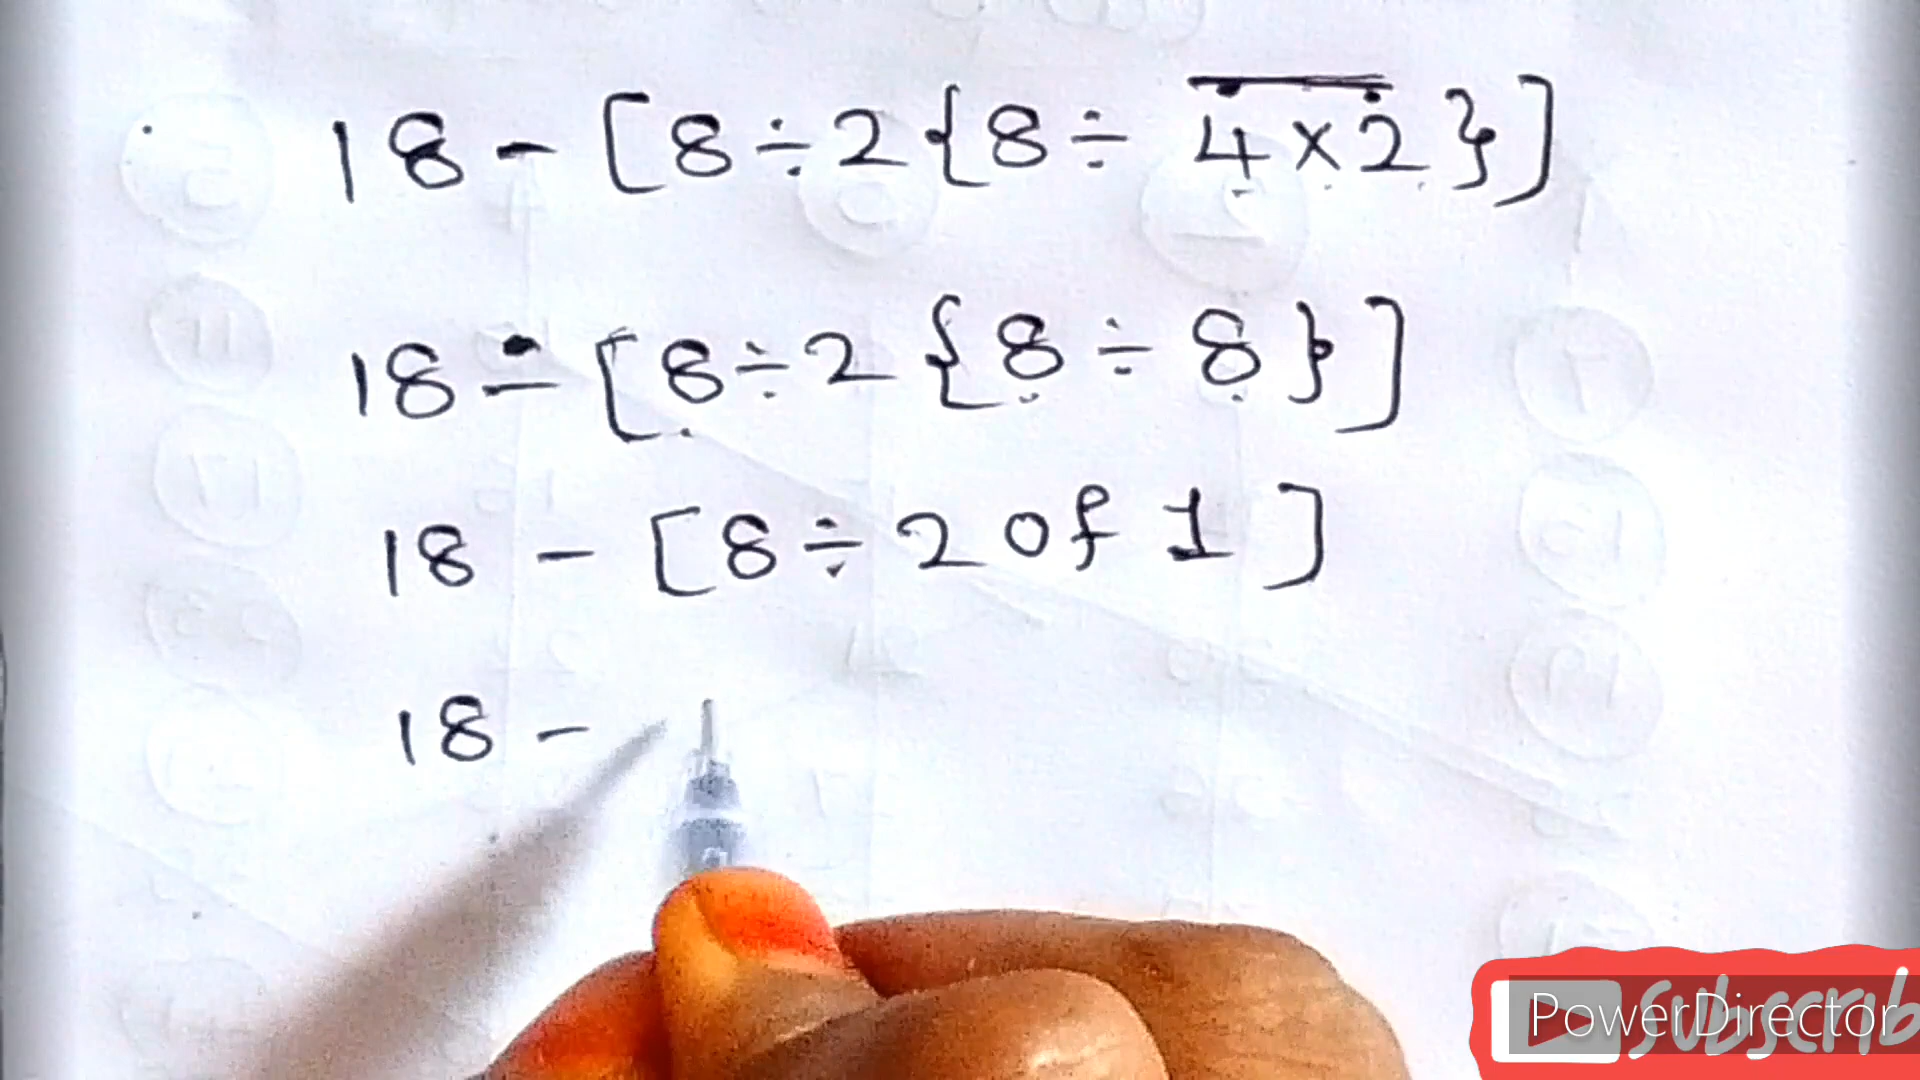 18 - [8 ÷ 2 {8 ÷ 4 × 2}]
18 - [8 ÷ 2 {8 ÷ 8}]
18 - [8 ÷ 2 of 1]
18 -
PowerDirector